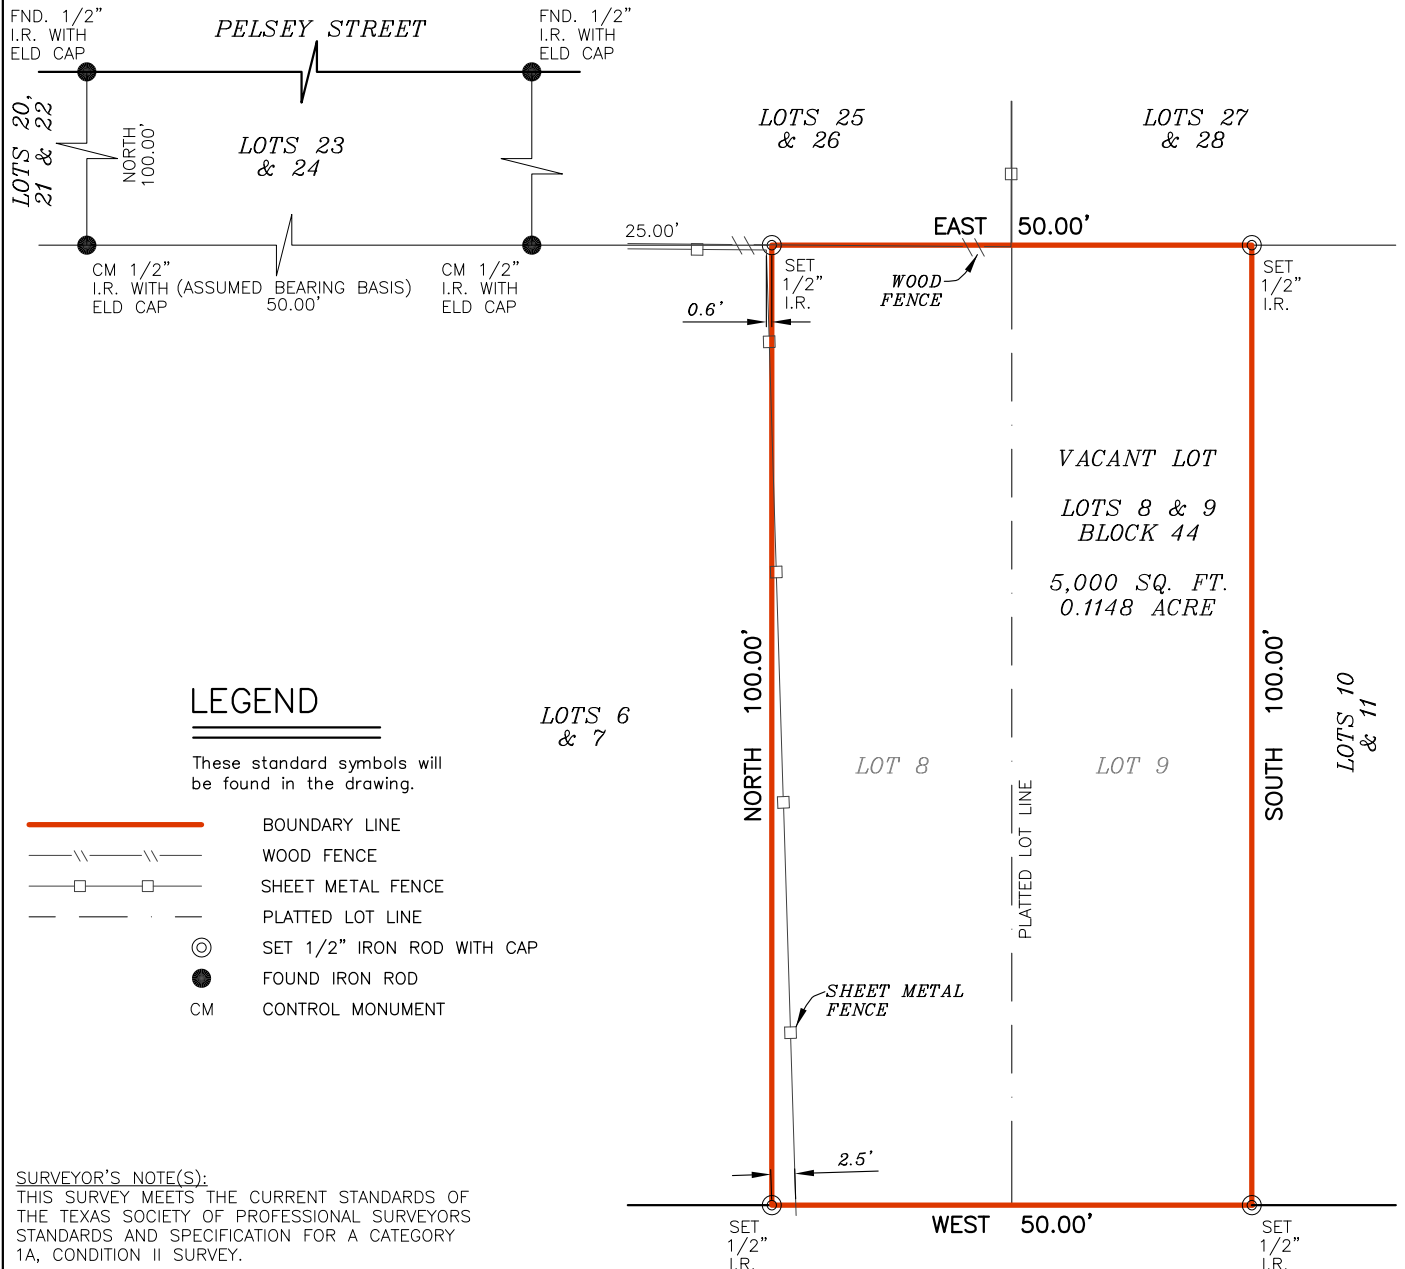 FND. 1/2"
I.R. WITH
ELD CAP
PELSEY STREET
FND. 1/2"
I.R. WITH
ELD CAP
LOTS 20,
21 & 22
NORTH
100.00'
LOTS 23
& 24
LOTS 25
& 26
LOTS 27
& 28
25.00'
EAST 50.00'
CM 1/2"
I.R. WITH
ELD CAP
(ASSUMED BEARING BASIS)
50.00'
CM 1/2"
I.R. WITH
ELD CAP
SET
1/2"
I.R.
WOOD
FENCE
SET
1/2"
I.R.
0.6'
VACANT LOT
LOTS 8 & 9
BLOCK 44
5,000 SQ. FT.
0.1148 ACRE
NORTH 100.00'
SOUTH 100.00'
LOTS 6
& 7
LOT 8
LOT 9
LOTS 10
& 11
PLATTED LOT LINE
LEGEND
These standard symbols will
be found in the drawing.
BOUNDARY LINE
WOOD FENCE
SHEET METAL FENCE
PLATTED LOT LINE
SET 1/2" IRON ROD WITH CAP
FOUND IRON ROD
CM CONTROL MONUMENT
SHEET METAL
FENCE
2.5'
SURVEYOR'S NOTE(S):
THIS SURVEY MEETS THE CURRENT STANDARDS OF
THE TEXAS SOCIETY OF PROFESSIONAL SURVEYORS
STANDARDS AND SPECIFICATION FOR A CATEGORY
1A, CONDITION II SURVEY.
SET
1/2"
I.R.
WEST 50.00'
SET
1/2"
I.R.